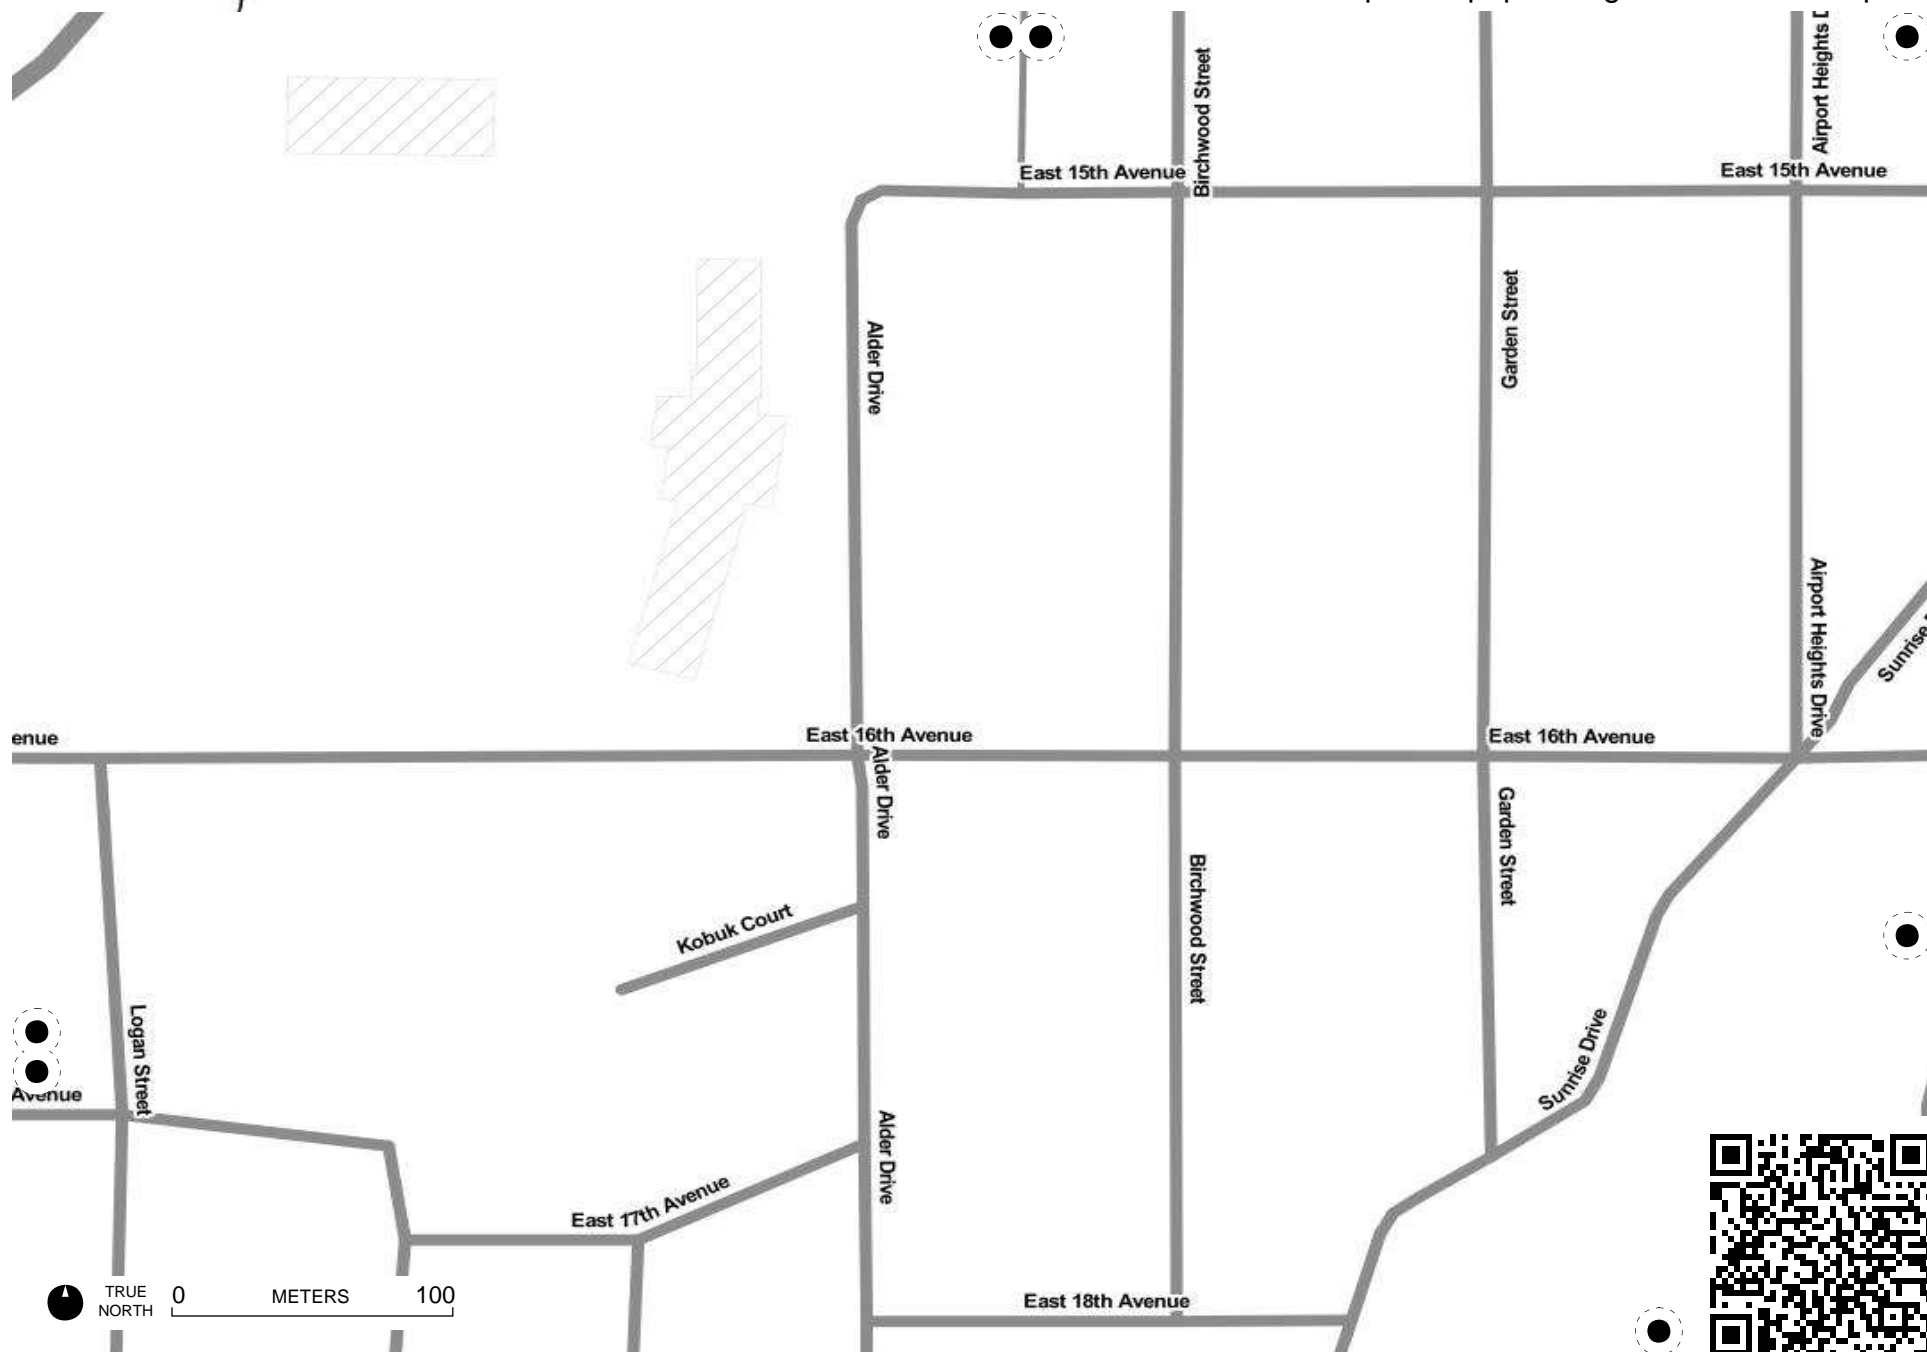 Birchwood Street
Airport Heights
East 15th Avenue
East 15th Avenue
Garden Street
Alder Drive
Airport Heights Drive
Sunrise
enue
East 16th Avenue
East 16th Avenue
Alder Drive
Garden Street
Birchwood Street
Kobuk Court
Logan Street
Sunrise Drive
Avenue
Alder Drive
East 17th Avenue
TRUE
NORTH
0 METERS 100
East 18th Avenue